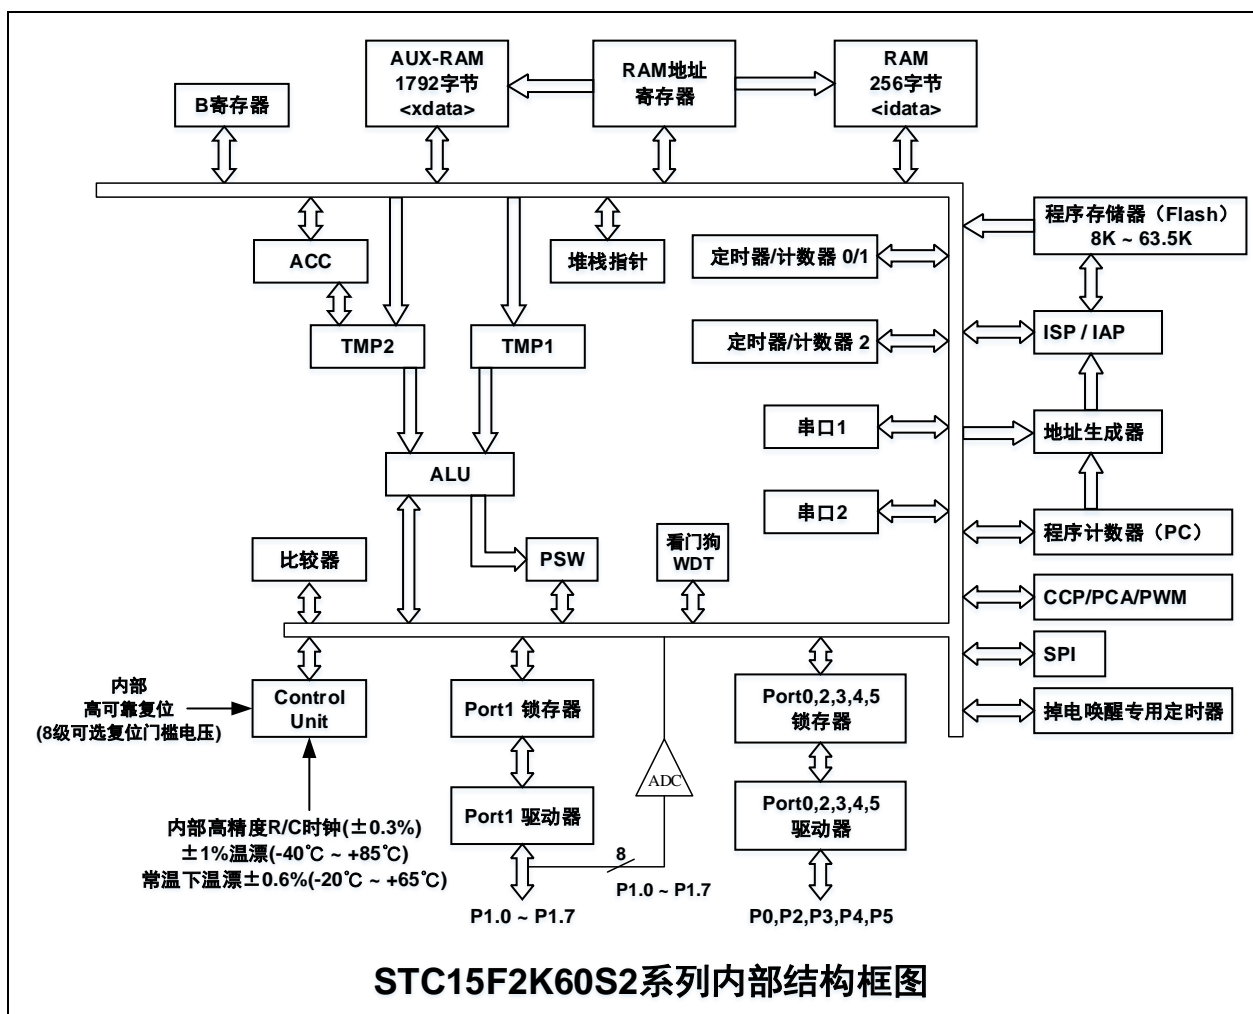 AUX-RAM
1792字节
<xdata>
RAM地址
寄存器
RAM
256字节
<idata>
B寄存器
程序存储器（Flash）
8K ~ 63.5K
ACC
堆栈指针
定时器/计数器 0/1
TMP2
TMP1
定时器/计数器 2
ISP / IAP
串口1
地址生成器
ALU
串口2
程序计数器（PC）
比较器
PSW
看门狗
WDT
CCP/PCA/PWM
SPI
掉电唤醒专用定时器
内部
高可靠复位
(8级可选复位门槛电压)
Control
Unit
Port1 锁存器
Port0,2,3,4,5
锁存器
ADC
Port1 驱动器
Port0,2,3,4,5
驱动器
内部高精度R/C时钟(±0.3%)
±1%温漂(-40℃ ~ +85℃)
常温下温漂±0.6%(-20℃ ~ +65℃)
8
P1.0 ~ P1.7
P1.0 ~ P1.7
P0,P2,P3,P4,P5
STC15F2K60S2系列内部结构框图